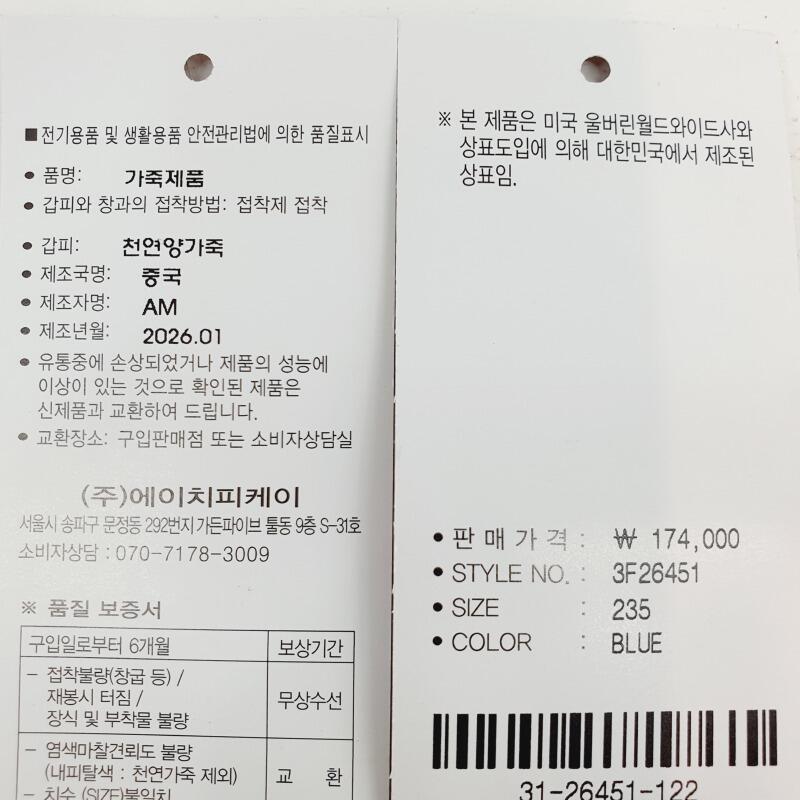 ■전기용품 및 생활용품 안전관리법에 의한 품질표시
● 품명: 가죽제품
● 갑피와 창과의 접착방법: 접착제 접착
● 갑피: 천연양가죽
● 제조국명: 중국
● 제조자명: AM
● 제조년월: 2026.01
● 유통중에 손상되었거나 제품의 성능에
이상이 있는 것으로 확인된 제품은
신제품과 교환하여 드립니다.
● 교환장소: 구입판매점 또는 소비자상담실
(주)에이치피케이
서울시 송파구 문정동 292번지 가든파이브 툴동 9층 S-31호
소비자상담 : 070-7178-3009
※ 품질 보증서
구입일로부터 6개월 보상기간
- 접착불량(창굽 등) /
재봉시 터짐 /
장식 및 부착물 불량
무상수선
- 염색마찰견뢰도 불량
(내피탈색 : 천연가죽 제외)
- 치수 (SIZE)불일치
교 환
※ 본 제품은 미국 울버린월드와이드사와
상표도입에 의해 대한민국에서 제조된
상표임.
● 판매가격 : ₩ 174,000
● STYLE NO. : 3F26451
● SIZE : 235
● COLOR : BLUE
31-26451-122